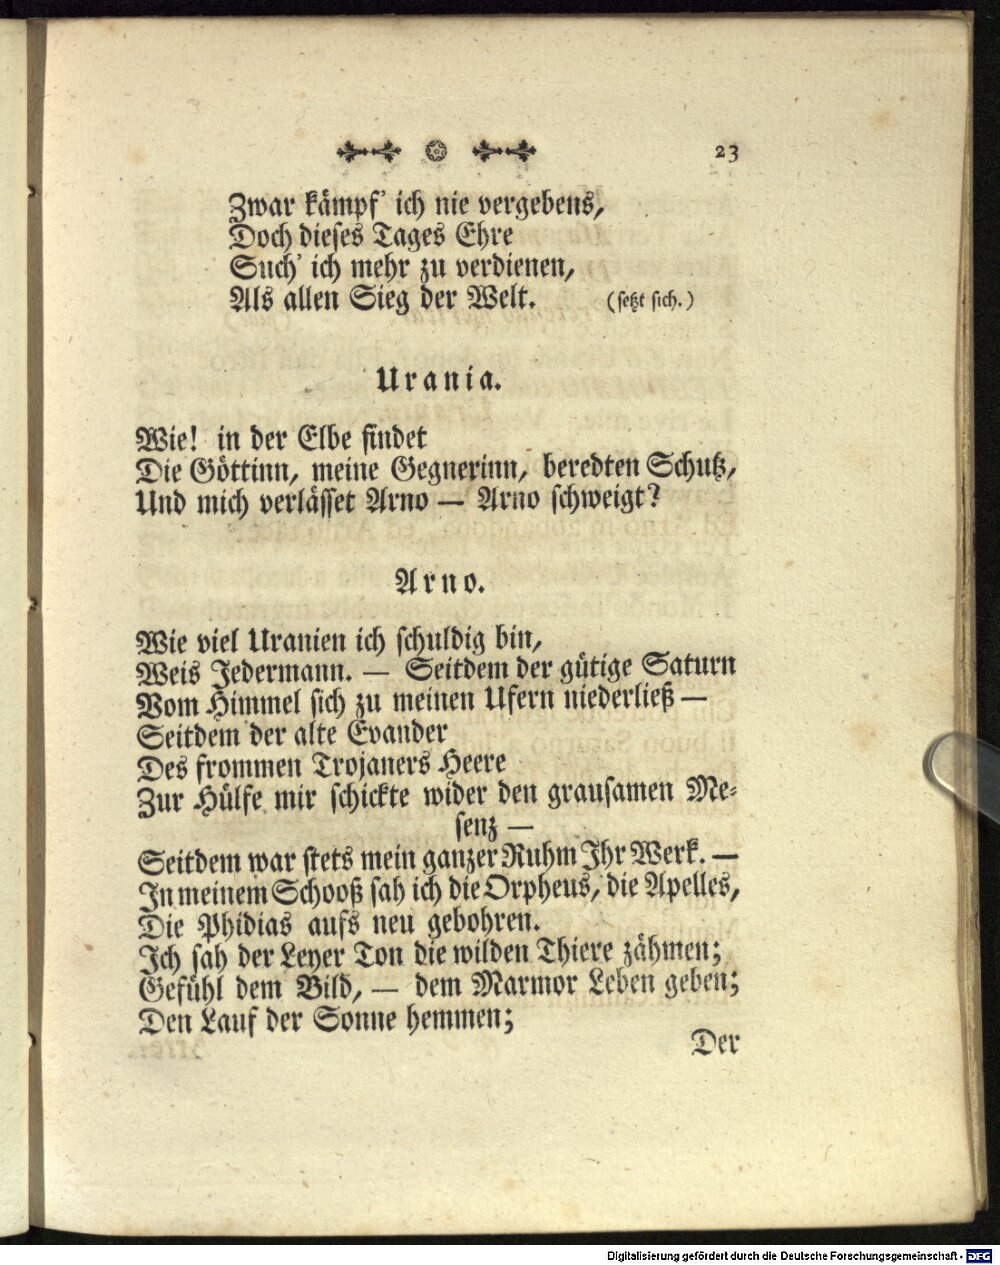 23
Zwar kämpf' ich nie vergebens,
Doch dieses Tages Ehre
Such' ich mehr zu verdienen,
Als allen Sieg der Welt. (setzt sich.)
Urania.
Wie! in der Elbe findet
Die Göttinn, meine Gegnerinn, beredten Schutz,
Und mich verlässet Arno — Arno schweigt?
Arno.
Wie viel Uranien ich schuldig bin,
Weis Jedermann. — Seitdem der gütige Saturn
Vom Himmel sich zu meinen Ufern niederließ —
Seitdem der alte Evander
Des frommen Trojaners Heere
Zur Hülfe mir schickte wider den grausamen Me-
senz —
Seitdem war stets mein ganzer Ruhm Ihr Werk. —
In meinem Schooß sah ich die Orpheus, die Apelles,
Die Phidias aufs neu gebohren.
Ich sah der Leyer Ton die wilden Thiere zähmen;
Gefühl dem Bild, — dem Marmor Leben geben;
Den Lauf der Sonne hemmen;
Der
Digitalisierung gefördert durch die Deutsche Forschungsgemeinschaft - DFG